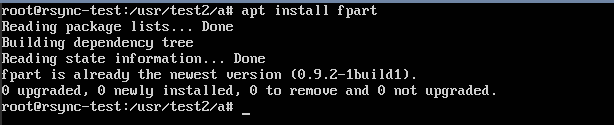 root@rsync-test:/usr/test2/a# apt install fpart
Reading package lists... Done
Building dependency tree
Reading state information... Done
fpart is already the newest version (0.9.2-1build1).
0 upgraded, 0 newly installed, 0 to remove and 0 not upgraded.
root@rsync-test:/usr/test2/a# _